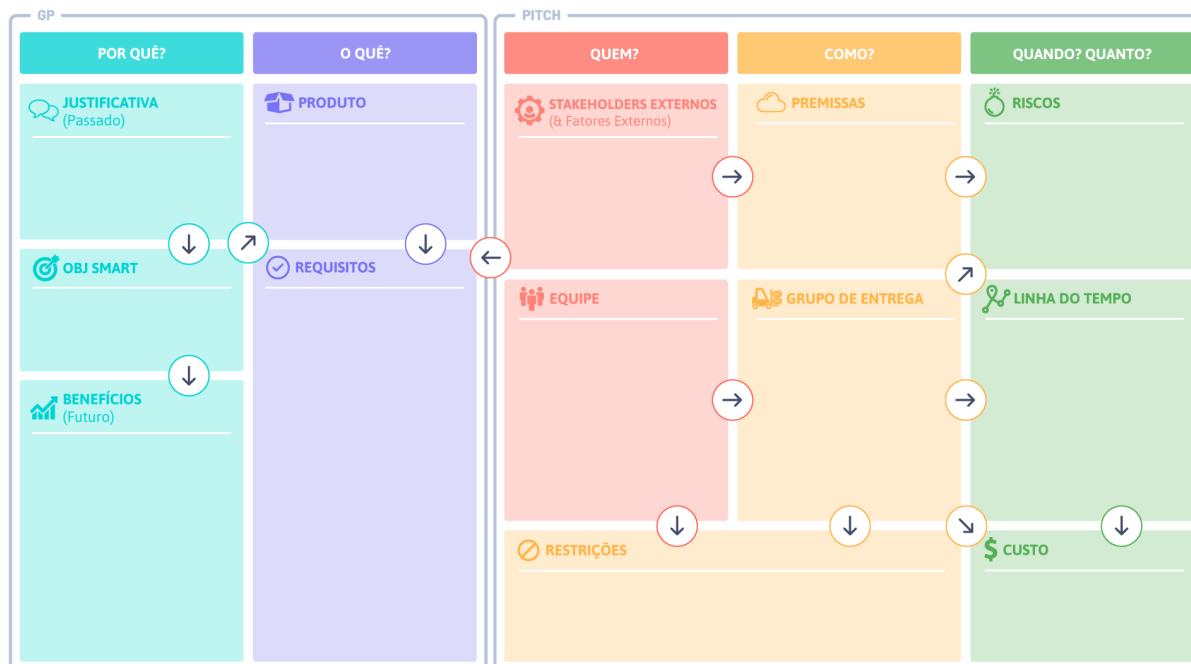 GP
PITCH
POR QUÊ?
O QUÊ?
QUEM?
COMO?
QUANDO? QUANTO?
JUSTIFICATIVA
(Passado)
PRODUTO
STAKEHOLDERS EXTERNOS
(& Fatores Externos)
PREMISSAS
RISCOS
OBJ SMART
REQUISITOS
EQUIPE
GRUPO DE ENTREGA
LINHA DO TEMPO
BENEFÍCIOS
(Futuro)
RESTRIÇÕES
$ CUSTO